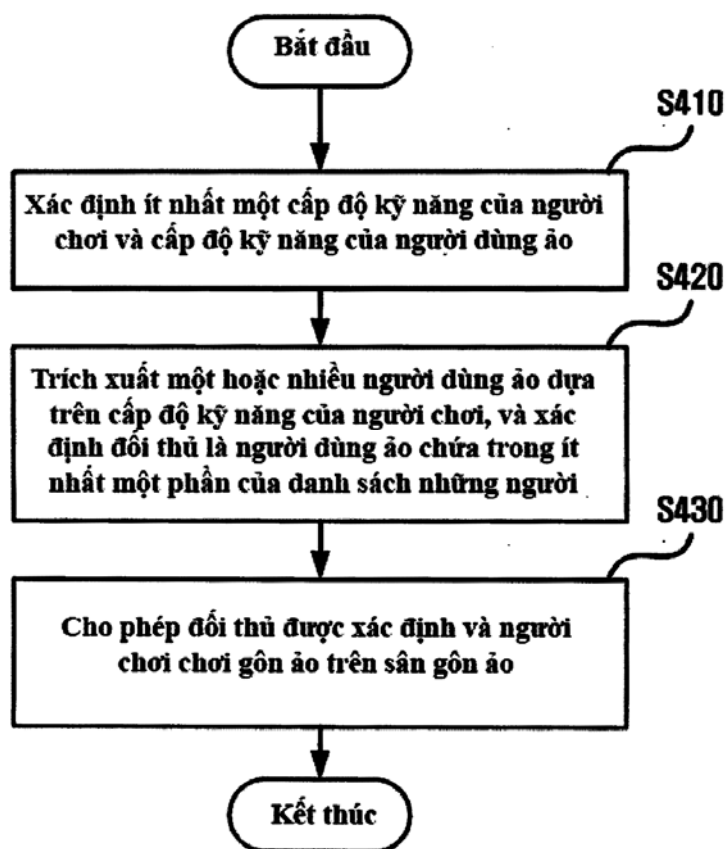 Bắt đầu
S410
Xác định ít nhất một cấp độ kỹ năng của người
chơi và cấp độ kỹ năng của người dùng ảo
S420
Trích xuất một hoặc nhiều người dùng ảo dựa
trên cấp độ kỹ năng của người chơi, và xác
định đối thủ là người dùng ảo chứa trong ít
nhất một phần của danh sách những người
S430
Cho phép đối thủ được xác định và người
chơi chơi gôn ảo trên sân gôn ảo
Kết thúc